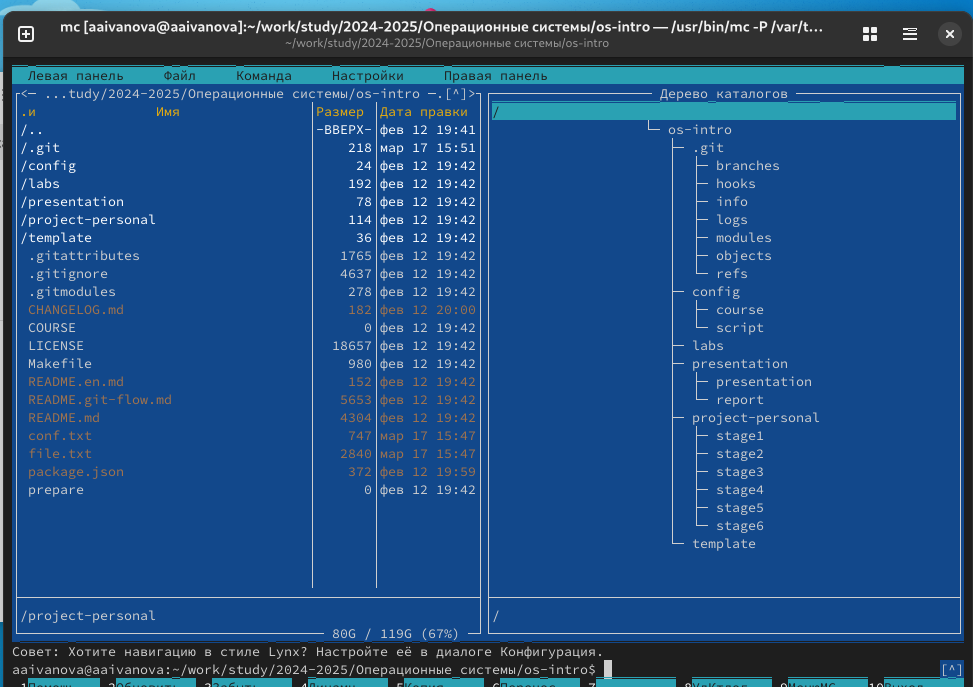 mc [aaivanova@aaivanova]:~/work/study/2024-2025/Операционные системы/os-intro — /usr/bin/mc -P /var/t…
~/work/study/2024-2025/Операционные системы/os-intro
Левая панель Файл Команда Настройки Правая панель
<— ...tudy/2024-2025/Операционные системы/os-intro —.[^]>
.и Имя Размер Дата правки
/.. -ВВЕРХ- фев 12 19:41
/.git 218 мар 17 15:51
/config 24 фев 12 19:42
/labs 192 фев 12 19:42
/presentation 78 фев 12 19:42
/project-personal 114 фев 12 19:42
/template 36 фев 12 19:42
.gitattributes 1765 фев 12 19:42
.gitignore 4637 фев 12 19:42
.gitmodules 278 фев 12 19:42
CHANGELOG.md 182 фев 12 20:00
COURSE 0 фев 12 19:42
LICENSE 18657 фев 12 19:42
Makefile 980 фев 12 19:42
README.en.md 152 фев 12 19:42
README.git-flow.md 5653 фев 12 19:42
README.md 4304 фев 12 19:42
conf.txt 747 мар 17 15:47
file.txt 2840 мар 17 15:47
package.json 372 фев 12 19:59
prepare 0 фев 12 19:42
/project-personal
80G / 119G (67%)
Дерево каталогов
/
os-intro
.git
branches
hooks
info
logs
modules
objects
refs
config
course
script
labs
presentation
presentation
report
project-personal
stage1
stage2
stage3
stage4
stage5
stage6
template
/
Совет: Хотите навигацию в стиле Lynx? Настройте её в диалоге Конфигурация.
aaivanova@aaivanova:~/work/study/2024-2025/Операционные системы/os-intro$ [^]